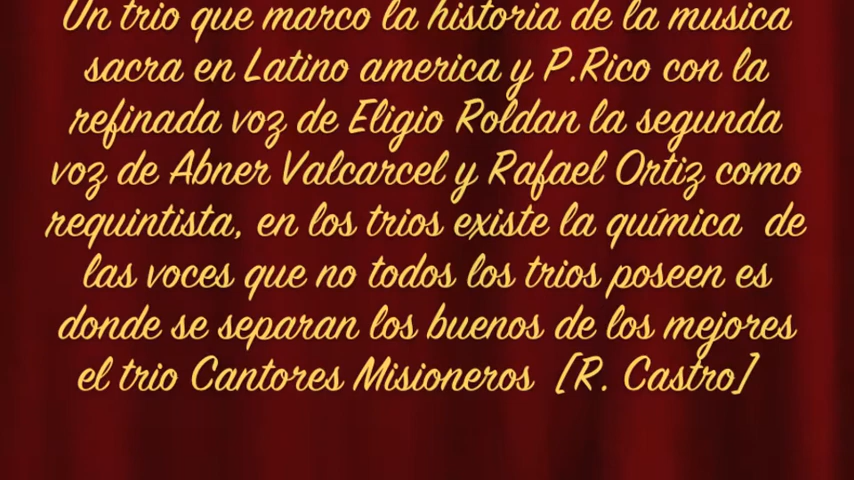 Un trio que marco la historia de la musica
sacra en Latino america y P.Rico con la
refinada voz de Eligio Roldan la segunda
voz de Abner Valcarcel y Rafael Ortiz como
requintista, en los trios existe la química  de
las voces que no todos los trios poseen es
donde se separan los buenos de los mejores
el trio Cantores Misioneros  [R. Castro]